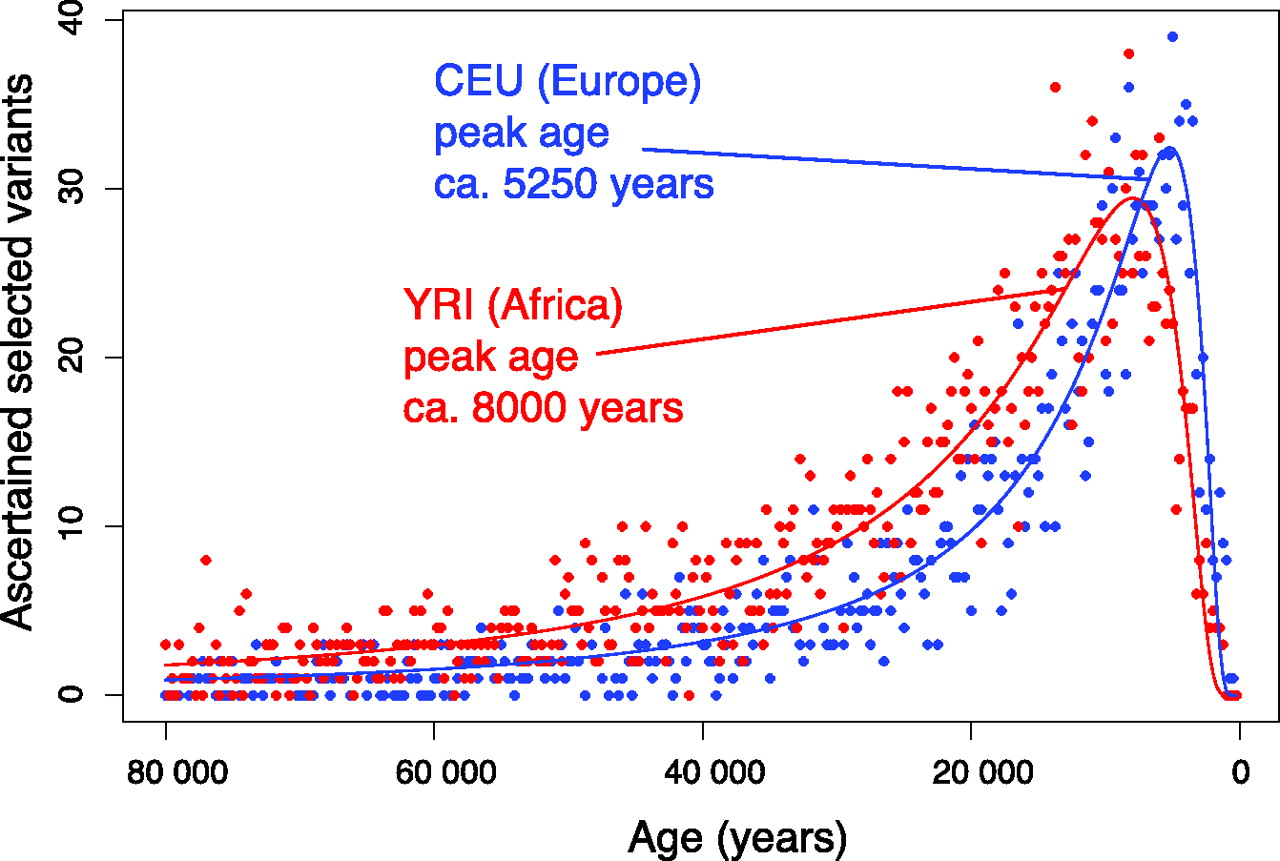 CEU (Europe)
peak age
ca. 5250 years
YRI (Africa)
peak age
ca. 8000 years
Ascertained selected variants
40
30
20
10
0
80 000
60 000
40 000
20 000
0
Age (years)